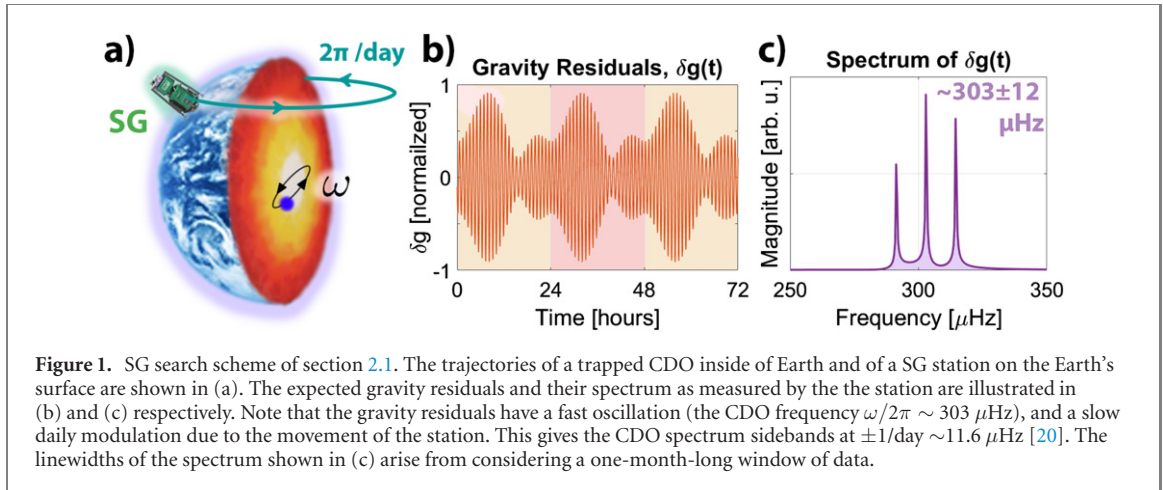 a)
2π /day
SG
ω
b)
Gravity Residuals, δg(t)
δg [normailzed]
1
0
-1
0
24
48
72
Time [hours]
c)
Spectrum of δg(t)
~303±12
μHz
Magnitude [arb. u.]
250
300
350
Frequency [μHz]
Figure 1. SG search scheme of section 2.1. The trajectories of a trapped CDO inside of Earth and of a SG station on the Earth's
surface are shown in (a). The expected gravity residuals and their spectrum as measured by the the station are illustrated in
(b) and (c) respectively. Note that the gravity residuals have a fast oscillation (the CDO frequency ω/2π ∼ 303 μHz), and a slow
daily modulation due to the movement of the station. This gives the CDO spectrum sidebands at ±1/day ∼11.6 μHz [20]. The
linewidths of the spectrum shown in (c) arise from considering a one-month-long window of data.